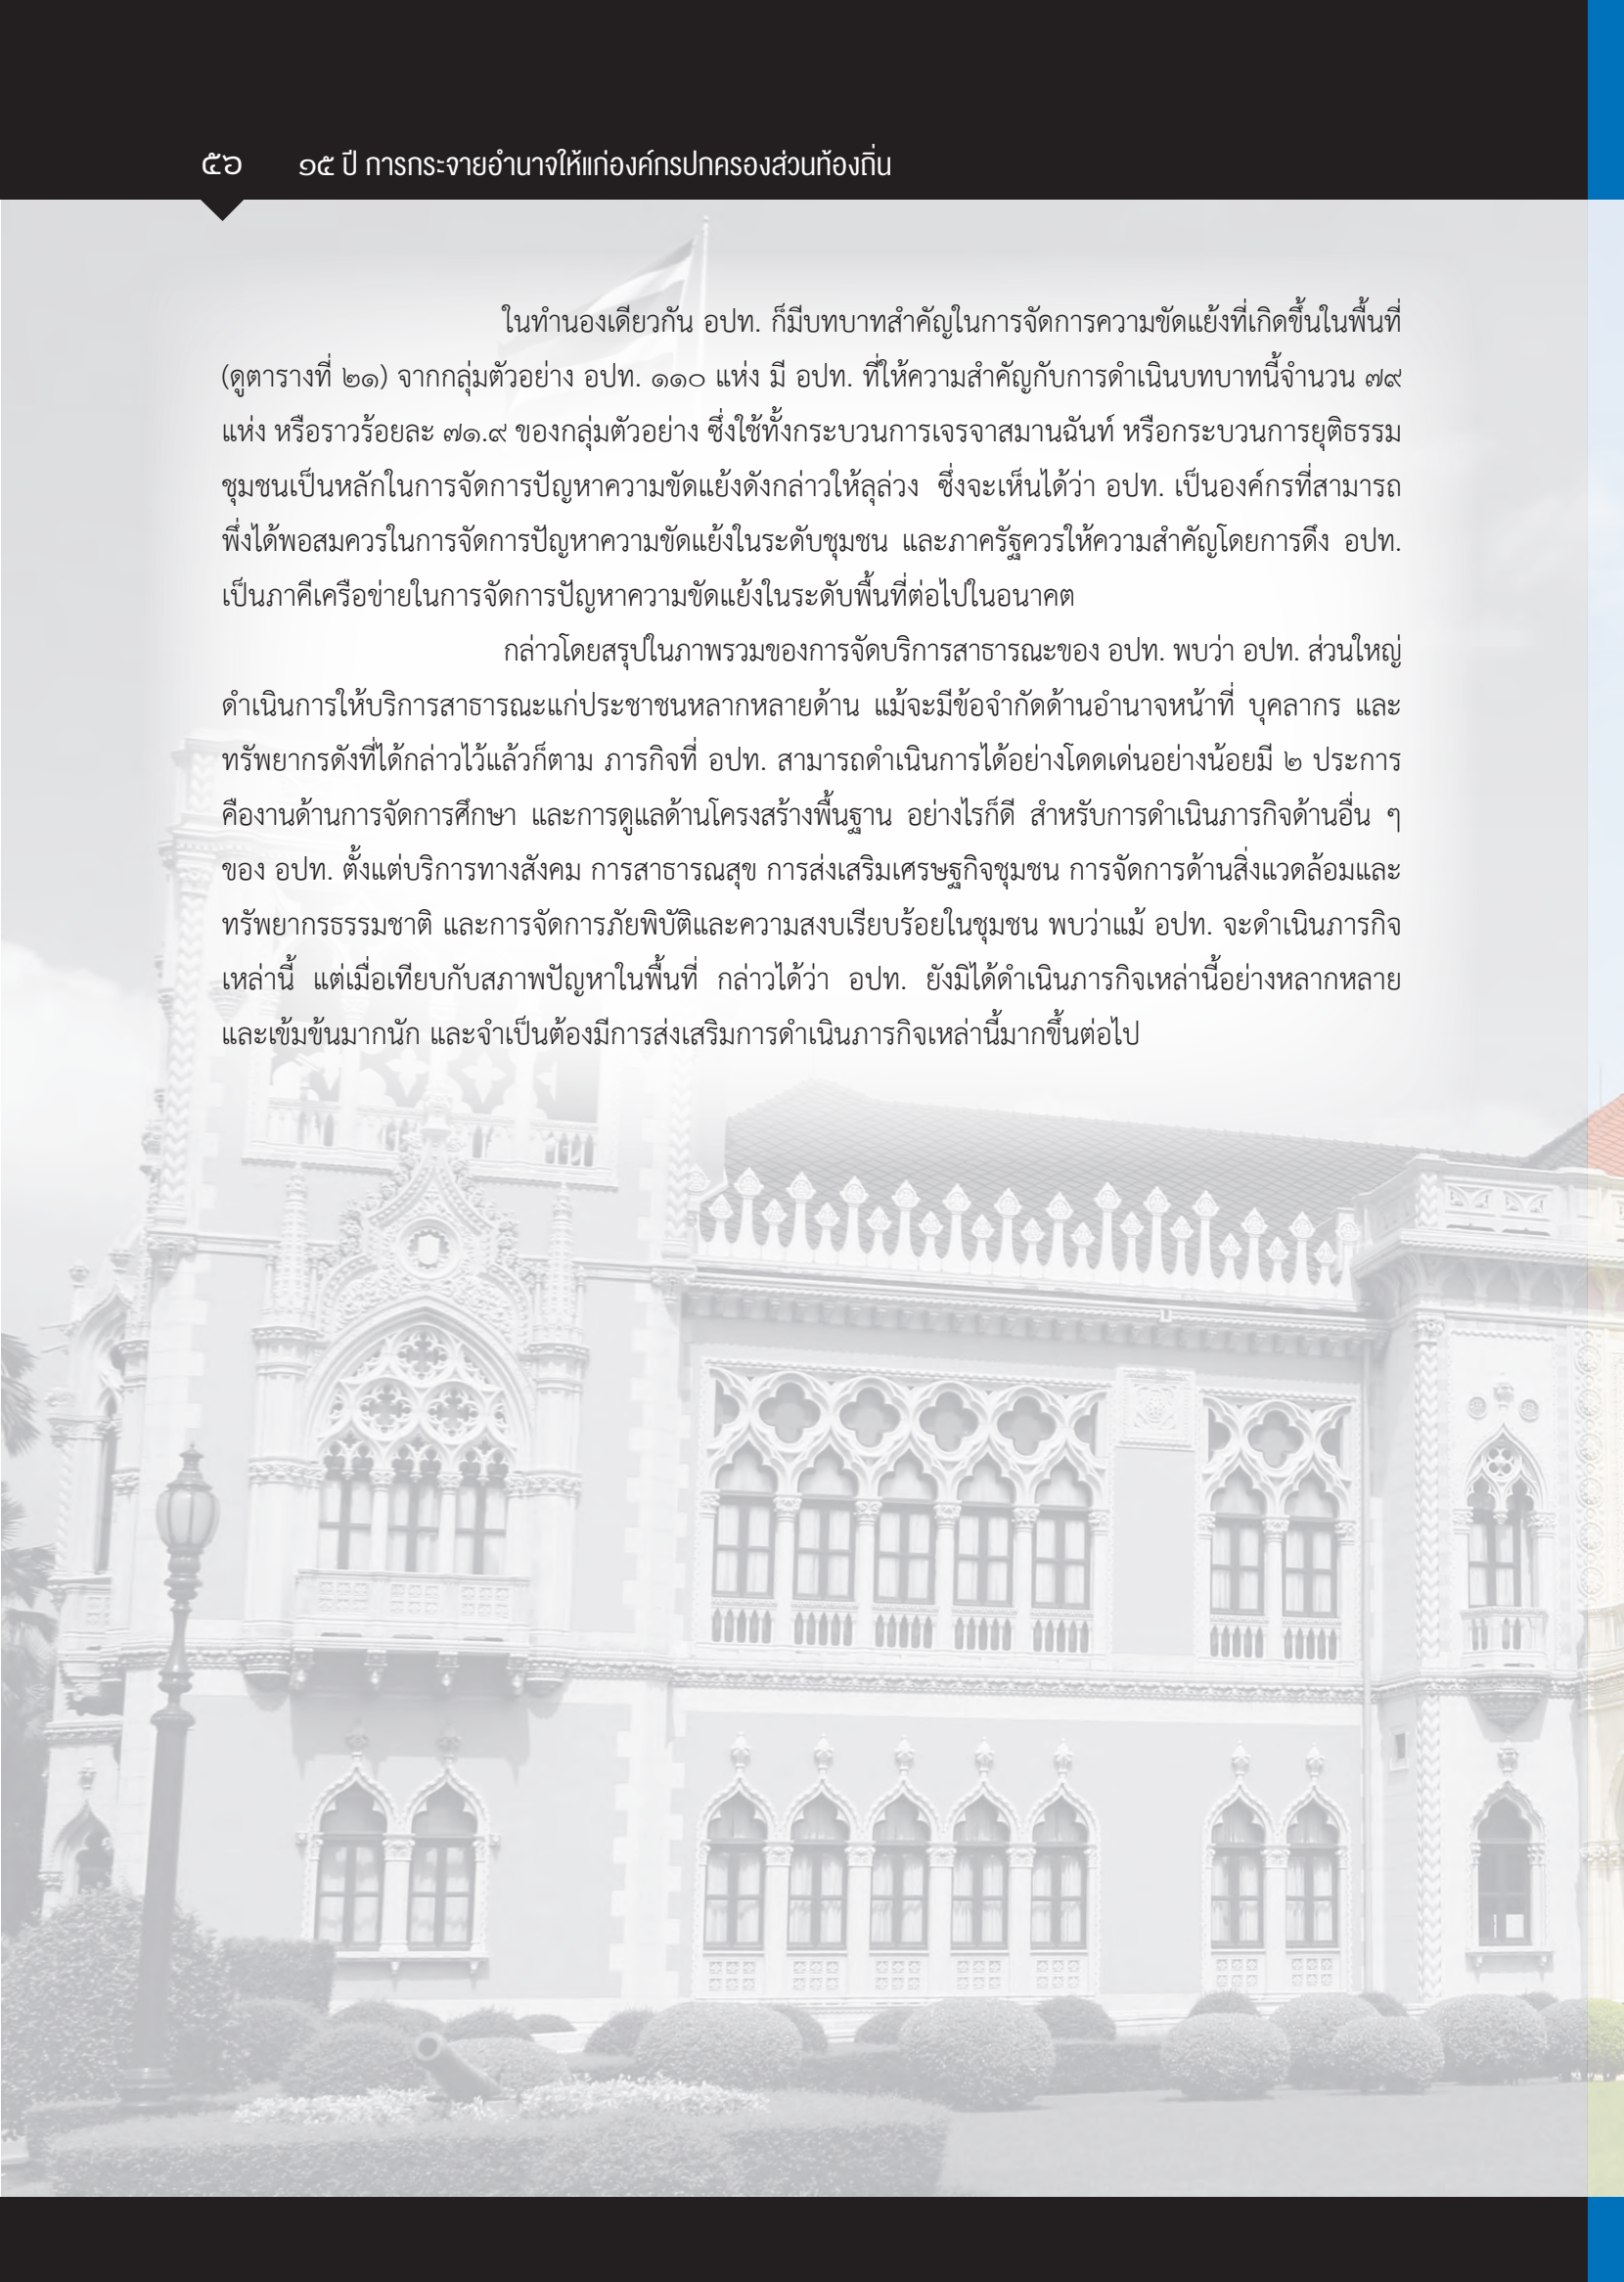 ๕๖ ๑๕ ปี การกระจายอำนาจให้แก่องค์กรปกครองส่วนท้องถิ่น
ในทำนองเดียวกัน อปท. ก็มีบทบาทสำคัญในการจัดการความขัดแย้งที่เกิดขึ้นในพื้นที่
(ดูตารางที่ ๒๑) จากกลุ่มตัวอย่าง อปท. ๑๑๐ แห่ง มี อปท. ที่ให้ความสำคัญกับการดำเนินบทบาทนี้จำนวน ๗๙
แห่ง หรือราวร้อยละ ๗๑.๙ ของกลุ่มตัวอย่าง ซึ่งใช้ทั้งกระบวนการเจรจาสมานฉันท์ หรือกระบวนการยุติธรรม
ชุมชนเป็นหลักในการจัดการปัญหาความขัดแย้งดังกล่าวให้ลุล่วง ซึ่งจะเห็นได้ว่า อปท. เป็นองค์กรที่สามารถ
พึ่งได้พอสมควรในการจัดการปัญหาความขัดแย้งในระดับชุมชน และภาครัฐควรให้ความสำคัญโดยการดึง อปท.
เป็นภาคีเครือข่ายในการจัดการปัญหาความขัดแย้งในระดับพื้นที่ต่อไปในอนาคต
กล่าวโดยสรุปในภาพรวมของการจัดบริการสาธารณะของ อปท. พบว่า อปท. ส่วนใหญ่
ดำเนินการให้บริการสาธารณะแก่ประชาชนหลากหลายด้าน แม้จะมีข้อจำกัดด้านอำนาจหน้าที่ บุคลากร และ
ทรัพยากรดังที่ได้กล่าวไว้แล้วก็ตาม ภารกิจที่ อปท. สามารถดำเนินการได้อย่างโดดเด่นอย่างน้อยมี ๒ ประการ
คืองานด้านการจัดการศึกษา และการดูแลด้านโครงสร้างพื้นฐาน อย่างไรก็ดี สำหรับการดำเนินภารกิจด้านอื่น ๆ
ของ อปท. ตั้งแต่บริการทางสังคม การสาธารณสุข การส่งเสริมเศรษฐกิจชุมชน การจัดการด้านสิ่งแวดล้อมและ
ทรัพยากรธรรมชาติ และการจัดการภัยพิบัติและความสงบเรียบร้อยในชุมชน พบว่าแม้ อปท. จะดำเนินภารกิจ
เหล่านี้ แต่เมื่อเทียบกับสภาพปัญหาในพื้นที่ กล่าวได้ว่า อปท. ยังมิได้ดำเนินภารกิจเหล่านี้อย่างหลากหลาย
และเข้มข้นมากนัก และจำเป็นต้องมีการส่งเสริมการดำเนินภารกิจเหล่านี้มากขึ้นต่อไป